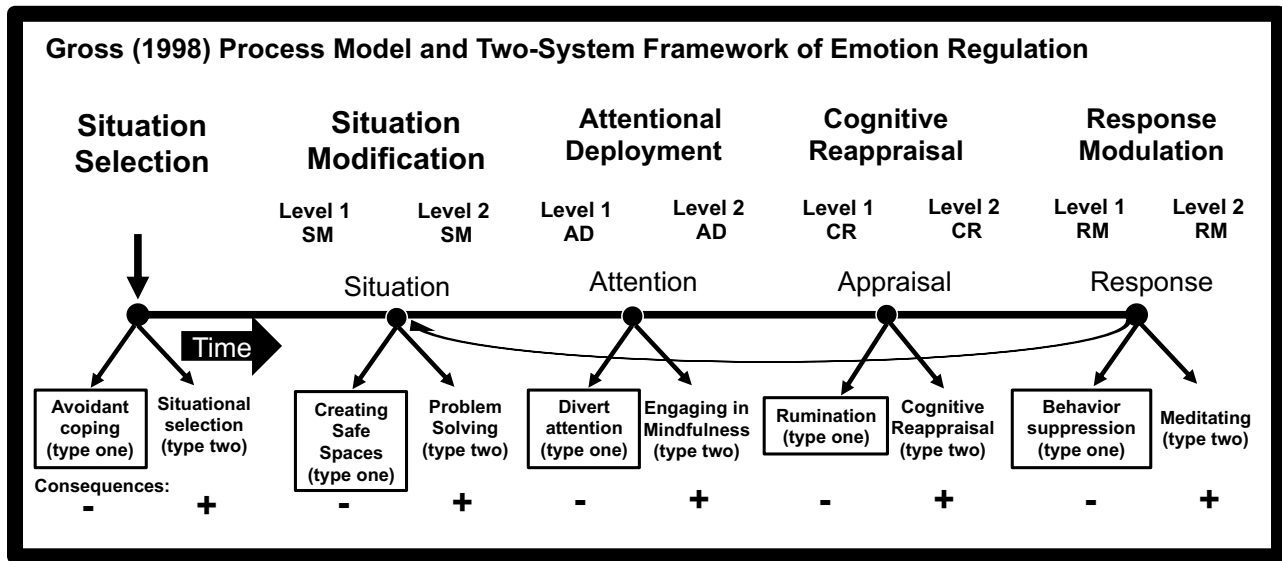 Gross (1998) Process Model and Two-System Framework of Emotion Regulation
Situation
Selection
Situation
Modification
Attentional
Deployment
Cognitive
Reappraisal
Response
Modulation
Level 1
SM
Level 2
SM
Level 1
AD
Level 2
AD
Level 1
CR
Level 2
CR
Level 1
RM
Level 2
RM
Situation
Attention
Appraisal
Response
Time
Avoidant
coping
(type one)
Situational
selection
(type two)
Creating
Safe
Spaces
(type one)
Problem
Solving
(type two)
Divert
attention
(type one)
Engaging in
Mindfulness
(type two)
Rumination
(type one)
Cognitive
Reappraisal
(type two)
Behavior
suppression
(type one)
Meditating
(type two)
Consequences:
- + - + - + - + - +